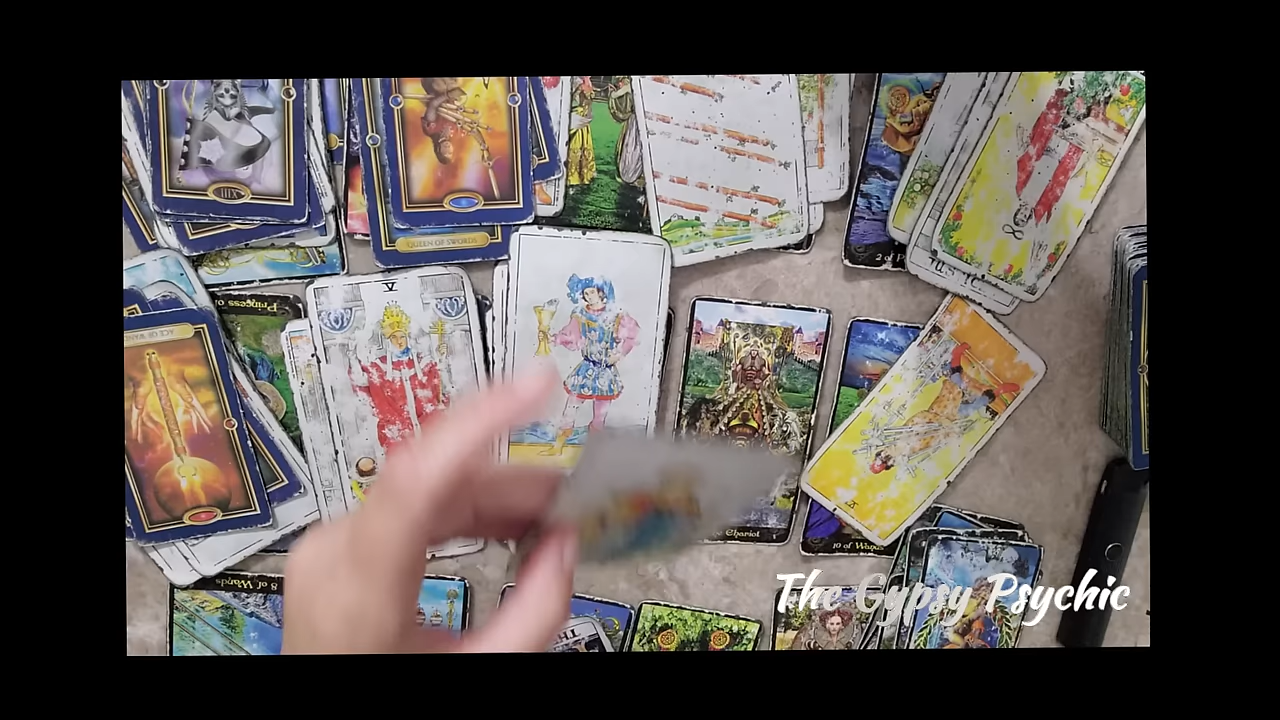 XIII
QUEEN OF SWORDS
2 of P
Princess of
V
ACE OF WAND
Chariot
X
10 of Wands
8 of Wands
The Gypsy Psychic